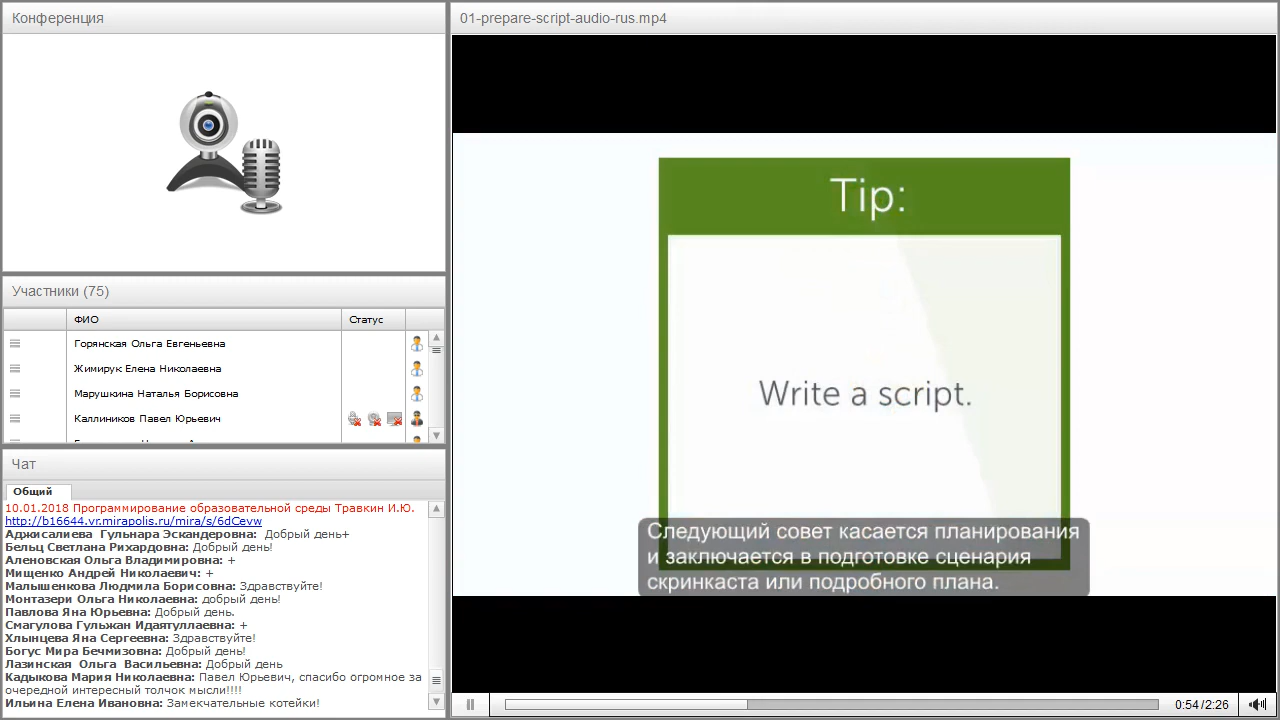 Конференция
Участники (75)
ФИО Статус
Горянская Ольга Евгеньевна
Жимирук Елена Николаевна
Марушкина Наталья Борисовна
Каллиников Павел Юрьевич
Чат
Общий
10.01.2018 Программирование образовательной среды Травкин И.Ю.
http://b16644.vr.mirapolis.ru/mira/s/6dCevw
Аджисалиева Гульнара Эскандеровна: Добрый день+
Бельц Светлана Рихардовна: Добрый день!
Аленовская Ольга Владимировна: +
Мищенко Андрей Николаевич: +
Малышенкова Людмила Борисовна: Здравствуйте!
Монтазери Ольга Николаевна: добрый день!
Павлова Яна Юрьевна: Добрый день.
Смагулова Гульжан Идаятуллаевна: +
Хлынцева Яна Сергеевна: Здравствуйте!
Богус Мира Бечмизовна: Добрый день!
Лазинская Ольга Васильевна: Добрый день
Кадыкова Мария Николаевна: Павел Юрьевич, спасибо огромное за
очередной интересный толчок мысли!!!!
Ильина Елена Ивановна: Замекчательные котейки!
01-prepare-script-audio-rus.mp4
Tip:
Write a script.
Следующий совет касается планирования
и заключается в подготовке сценария
скринкаста или подробного плана.
0:54/2:26